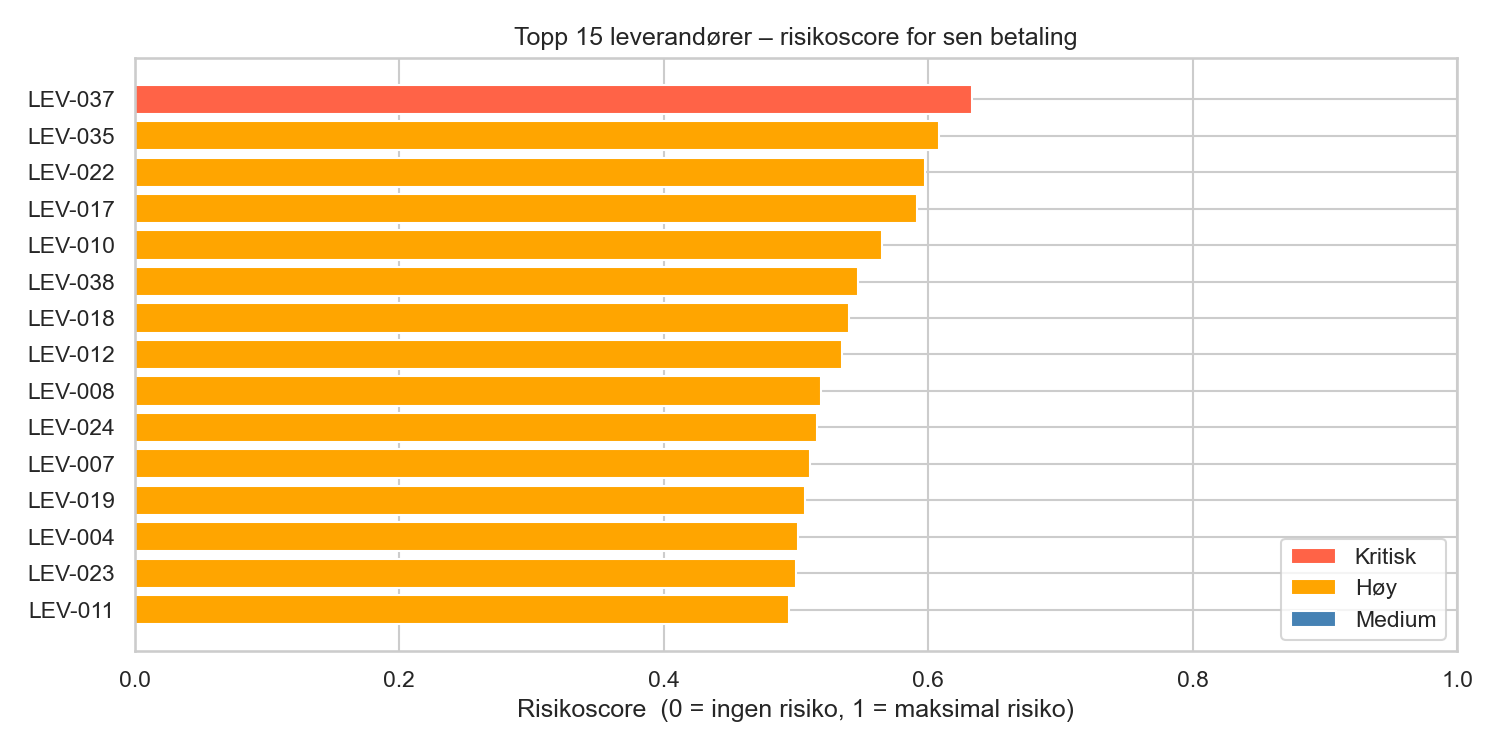 Topp 15 leverandører – risikoscore for sen betaling
LEV-037
LEV-035
LEV-022
LEV-017
LEV-010
LEV-038
LEV-018
LEV-012
LEV-008
LEV-024
LEV-007
LEV-019
LEV-004
LEV-023
LEV-011
Kritisk
Høy
Medium
0.0 0.2 0.4 0.6 0.8 1.0
Risikoscore  (0 = ingen risiko, 1 = maksimal risiko)